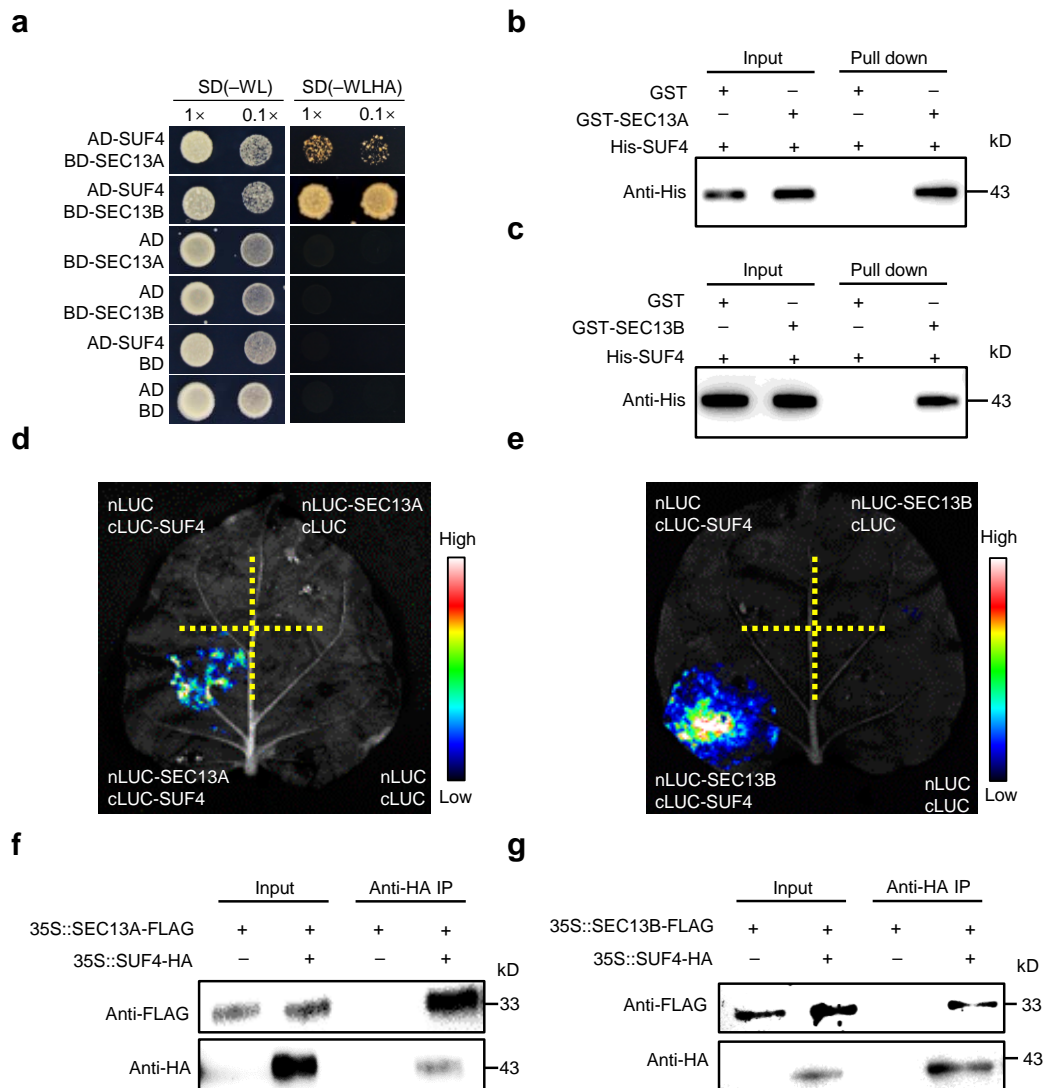 a
SD(–WL) SD(–WLHA)
1× 0.1× 1× 0.1×
AD-SUF4
BD-SEC13A
AD-SUF4
BD-SEC13B
AD
BD-SEC13A
AD
BD-SEC13B
AD-SUF4
BD
AD
BD
b
Input Pull down
GST + – + –
GST-SEC13A – + – +
His-SUF4 + + + + kD
Anti-His 43
c
Input Pull down
GST + – + –
GST-SEC13B – + – +
His-SUF4 + + + + kD
Anti-His 43
d
nLUC
cLUC-SUF4
nLUC-SEC13A
cLUC
nLUC-SEC13A
cLUC-SUF4
nLUC
cLUC
High
Low
e
nLUC
cLUC-SUF4
nLUC-SEC13B
cLUC
nLUC-SEC13B
cLUC-SUF4
nLUC
cLUC
High
Low
f
Input Anti-HA IP
35S::SEC13A-FLAG + + + +
35S::SUF4-HA – + – + kD
Anti-FLAG 33
Anti-HA 43
g
Input Anti-HA IP
35S::SEC13B-FLAG + + + +
35S::SUF4-HA – + – + kD
Anti-FLAG 33
Anti-HA 43